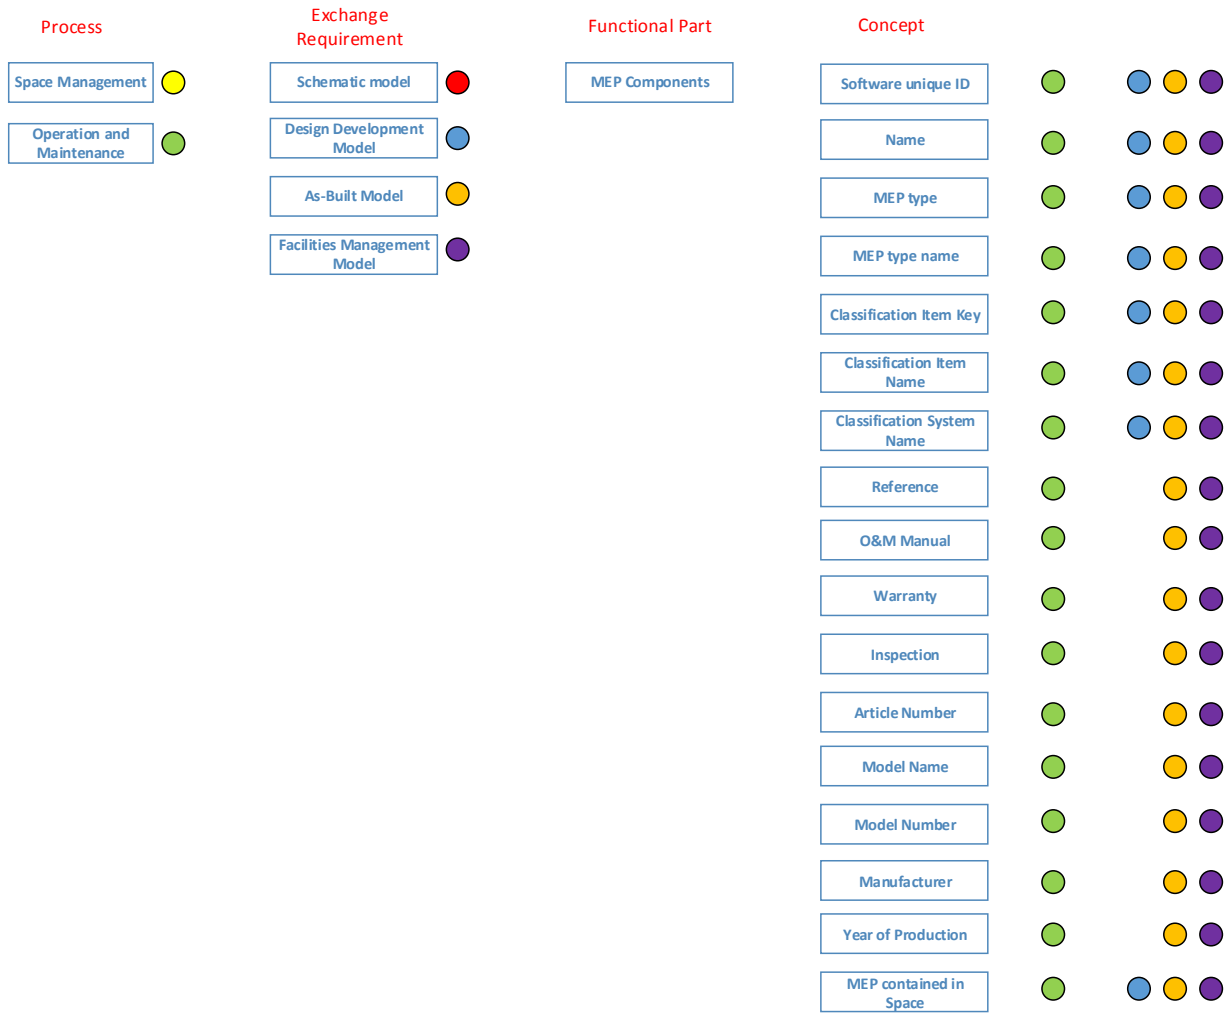 Process
Space Management
Operation and
Maintenance
Exchange
Requirement
Schematic model
Design Development
Model
As-Built Model
Facilities Management
Model
Functional Part
MEP Components
Concept
Software unique ID
Name
MEP type
MEP type name
Classification Item Key
Classification Item
Name
Classification System
Name
Reference
O&M Manual
Warranty
Inspection
Article Number
Model Name
Model Number
Manufacturer
Year of Production
MEP contained in
Space